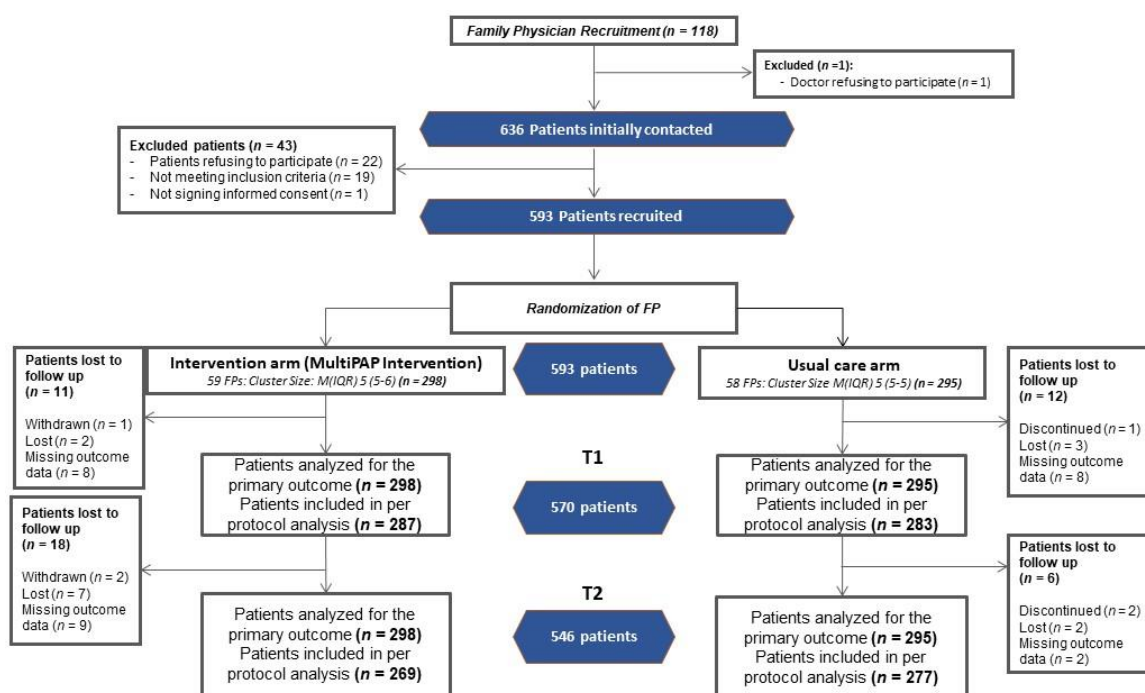 Family Physician Recruitment (n = 118)
Excluded (n =1):
- Doctor refusing to participate (n = 1)
636 Patients initially contacted
Excluded patients (n = 43)
- Patients refusing to participate (n = 22)
- Not meeting inclusion criteria (n = 19)
- Not signing informed consent (n = 1)
593 Patients recruited
Randomization of FP
Patients lost to
follow up
(n = 11)
Withdrawn (n = 1)
Lost (n = 2)
Missing outcome
data (n = 8)
Intervention arm (MultiPAP Intervention)
59 FPs: Cluster Size: M(IQR) 5 (5-6) (n = 298)
593 patients
Usual care arm
58 FPs: Cluster Size M(IQR) 5 (5-5) (n = 295)
Patients lost to
follow up
(n = 12)
Discontinued (n = 1)
Lost (n = 3)
Missing outcome
data (n = 8)
Patients analyzed for the
primary outcome (n = 298)
Patients included in per
protocol analysis (n = 287)
T1
570 patients
Patients analyzed for the
primary outcome (n = 295)
Patients included in per
protocol analysis (n = 283)
Patients lost to
follow up
(n = 18)
Withdrawn (n = 2)
Lost (n = 7)
Missing outcome
data (n = 9)
Patients lost to
follow up
(n = 6)
Discontinued (n = 2)
Lost (n = 2)
Missing outcome
data (n = 2)
Patients analyzed for the
primary outcome (n = 298)
Patients included in per
protocol analysis (n = 269)
T2
546 patients
Patients analyzed for the
primary outcome (n = 295)
Patients included in per
protocol analysis (n = 277)